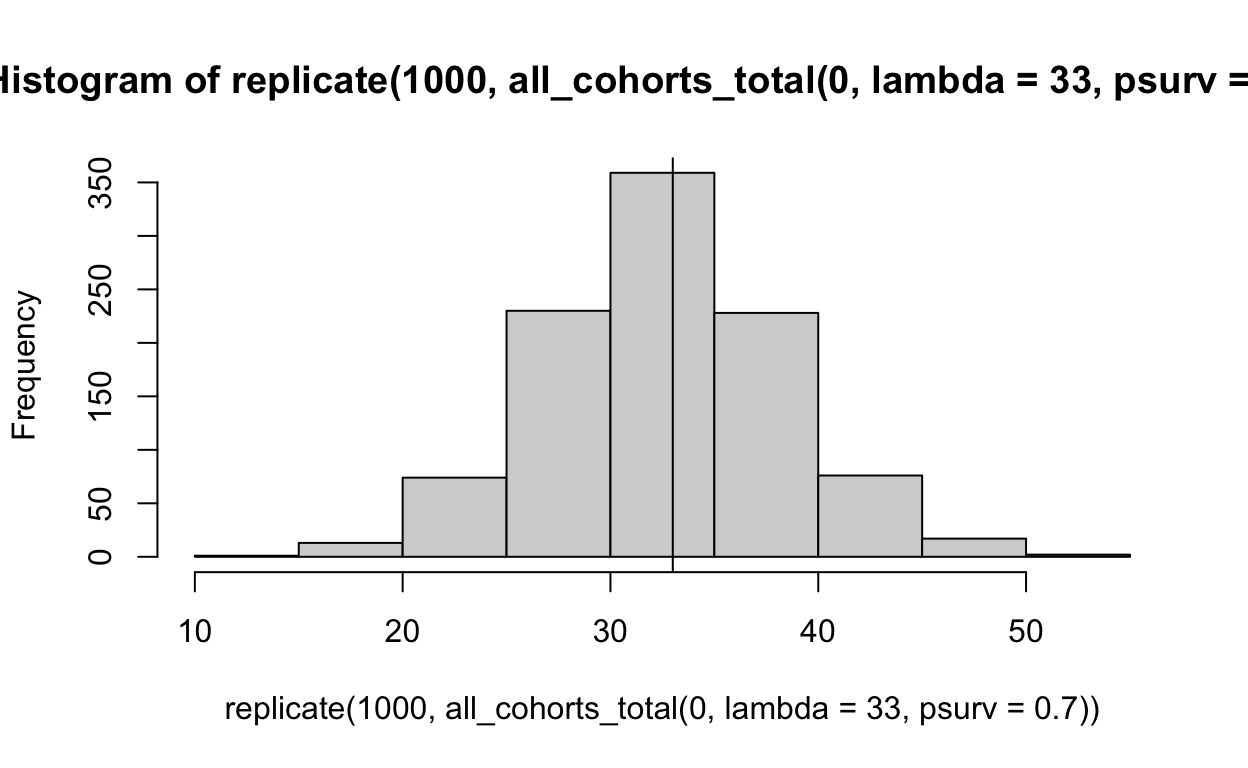 Histogram of replicate(1000, all_cohorts_total(0, lambda = 33, psurv =
Frequency
350
250
150
50
0
10 20 30 40 50
replicate(1000, all_cohorts_total(0, lambda = 33, psurv = 0.7))